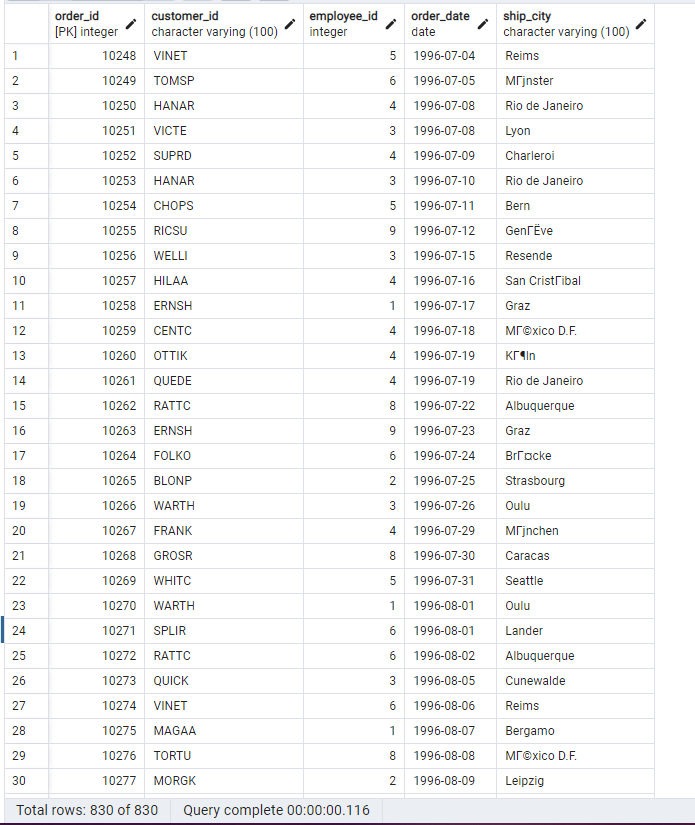 order_id customer_id employee_id order_date ship_city
[PK] integer character varying (100) integer date character varying (100)
1 10248 VINET 5 1996-07-04 Reims
2 10249 TOMSP 6 1996-07-05 MГјnster
3 10250 HANAR 4 1996-07-08 Rio de Janeiro
4 10251 VICTE 3 1996-07-08 Lyon
5 10252 SUPRD 4 1996-07-09 Charleroi
6 10253 HANAR 3 1996-07-10 Rio de Janeiro
7 10254 CHOPS 5 1996-07-11 Bern
8 10255 RICSU 9 1996-07-12 GenГЁve
9 10256 WELLI 3 1996-07-15 Resende
10 10257 HILAA 4 1996-07-16 San CristГіbal
11 10258 ERNSH 1 1996-07-17 Graz
12 10259 CENTC 4 1996-07-18 MГ©xico D.F.
13 10260 OTTIK 4 1996-07-19 KГ¶ln
14 10261 QUEDE 4 1996-07-19 Rio de Janeiro
15 10262 RATTC 8 1996-07-22 Albuquerque
16 10263 ERNSH 9 1996-07-23 Graz
17 10264 FOLKO 6 1996-07-24 BrГ¤cke
18 10265 BLONP 2 1996-07-25 Strasbourg
19 10266 WARTH 3 1996-07-26 Oulu
20 10267 FRANK 4 1996-07-29 MГјnchen
21 10268 GROSR 8 1996-07-30 Caracas
22 10269 WHITC 5 1996-07-31 Seattle
23 10270 WARTH 1 1996-08-01 Oulu
24 10271 SPLIR 6 1996-08-01 Lander
25 10272 RATTC 6 1996-08-02 Albuquerque
26 10273 QUICK 3 1996-08-05 Cunewalde
27 10274 VINET 6 1996-08-06 Reims
28 10275 MAGAA 1 1996-08-07 Bergamo
29 10276 TORTU 8 1996-08-08 MГ©xico D.F.
30 10277 MORGK 2 1996-08-09 Leipzig
Total rows: 830 of 830 Query complete 00:00:00.116